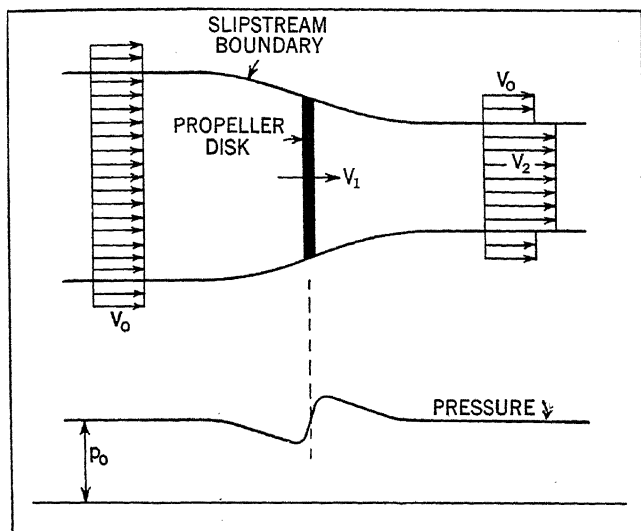 SLIPSTREAM
BOUNDARY
V₀
PROPELLER
DISK
V₂
V₁
V₀
PRESSURE
p₀